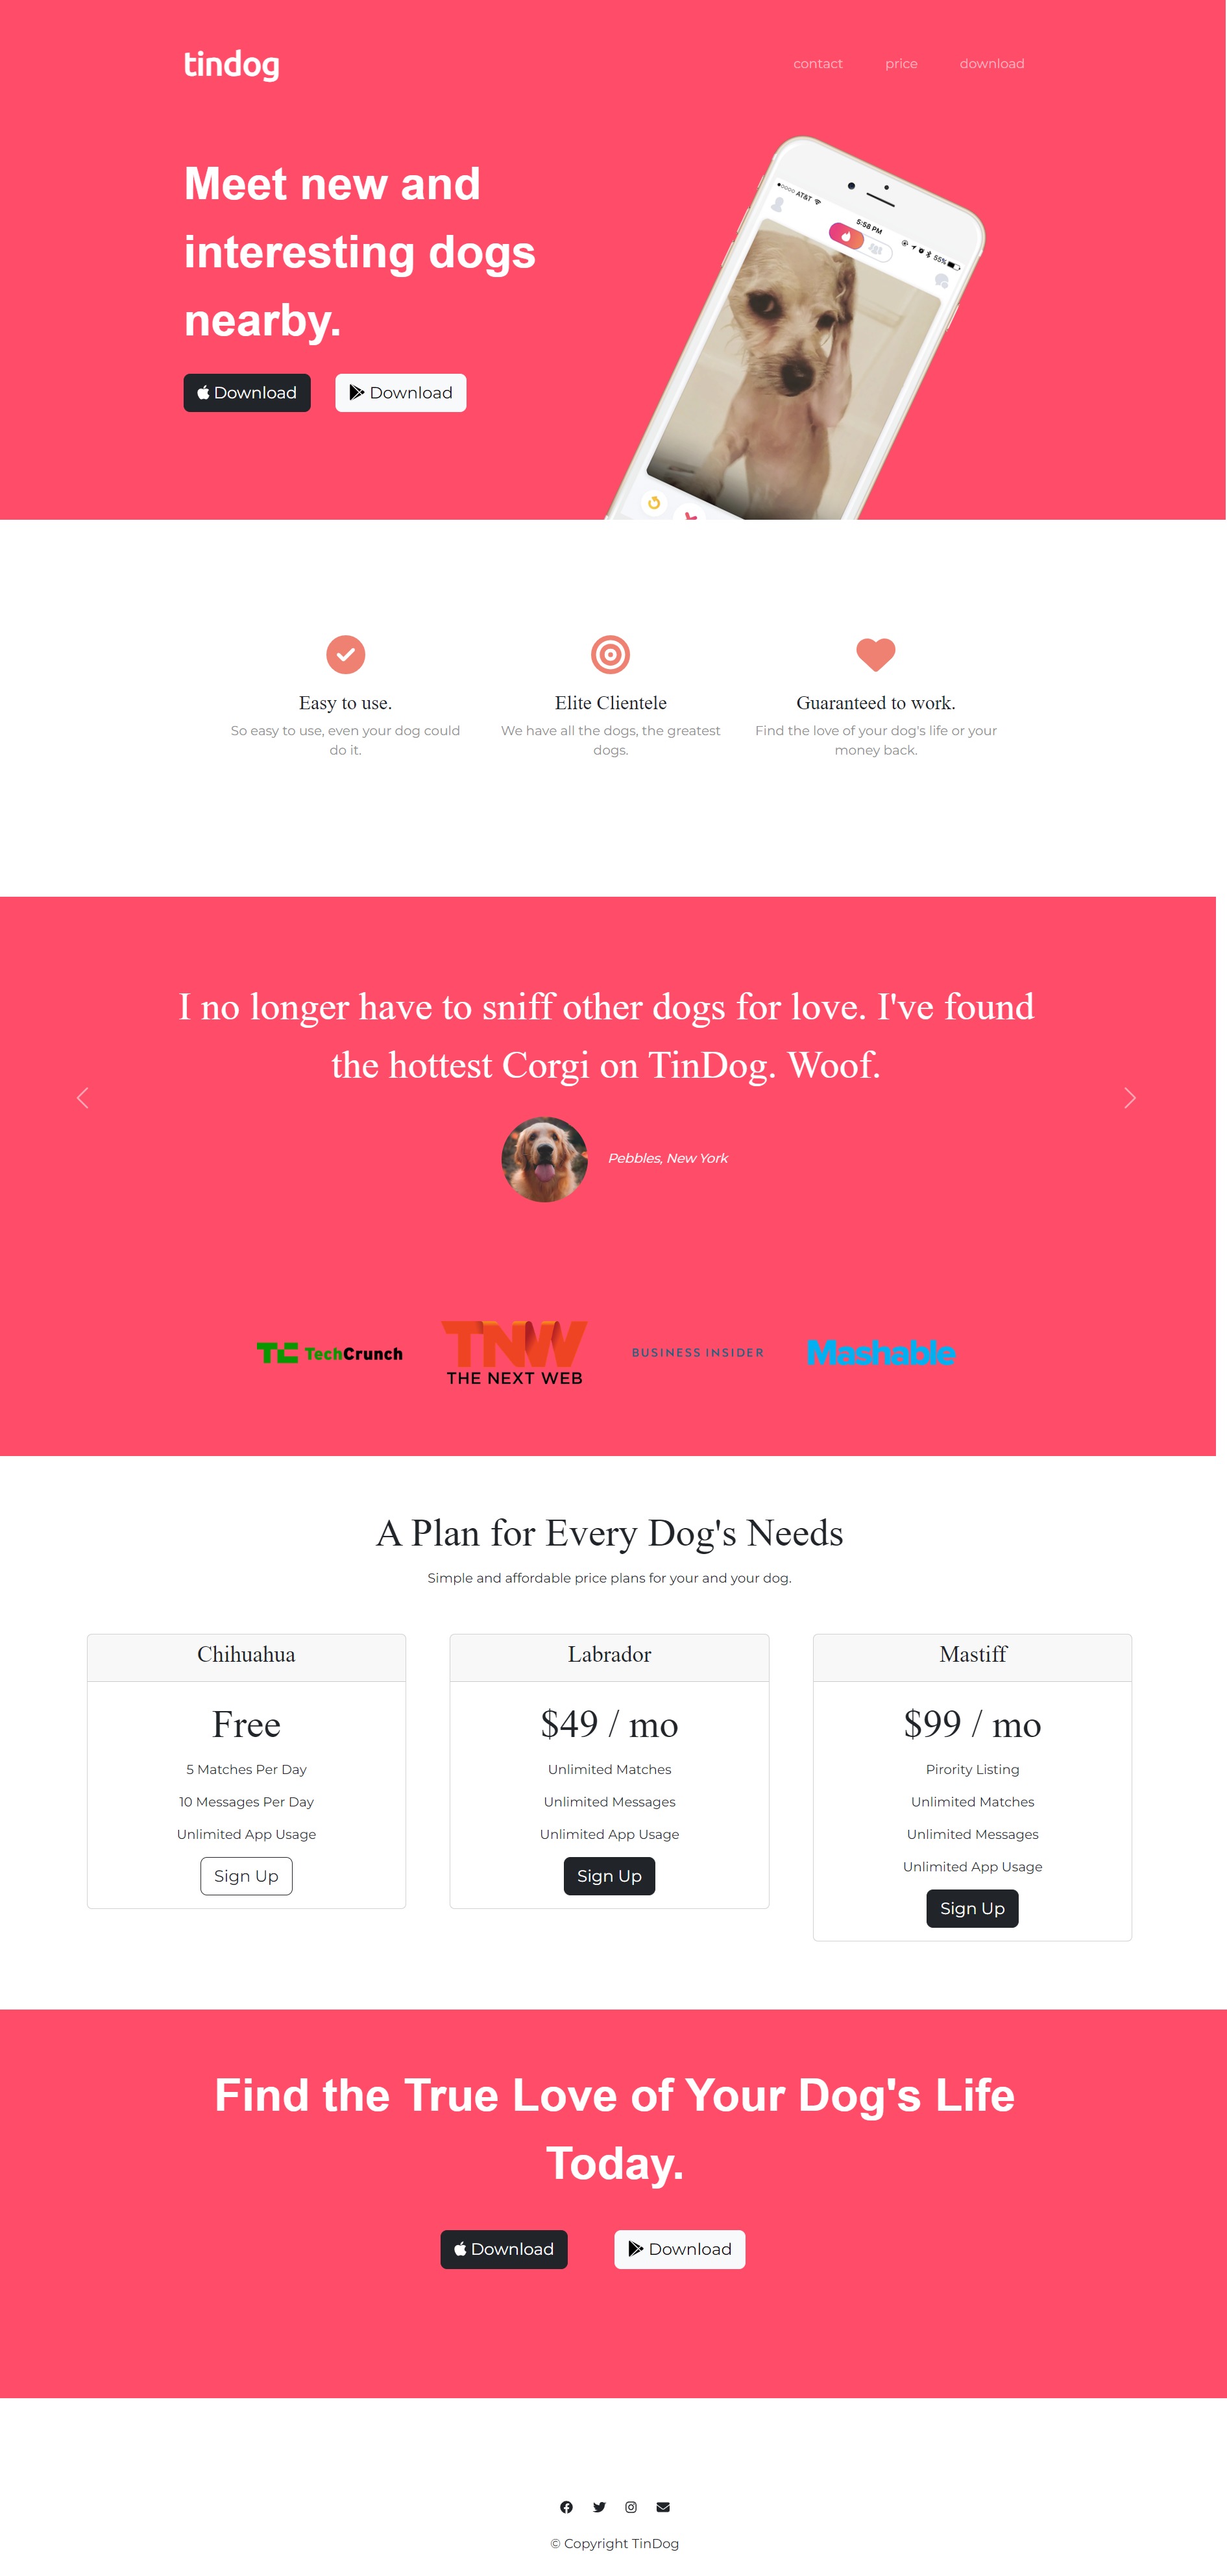 tindog
contact price download
Meet new and
interesting dogs
nearby.
Download Download
AT&T 5:58 PM 55%
Easy to use. Elite Clientele Guaranteed to work.
So easy to use, even your dog could We have all the dogs, the greatest Find the love of your dog's life or your
do it. dogs. money back.
I no longer have to sniff other dogs for love. I've found
the hottest Corgi on TinDog. Woof.
Pebbles, New York
TC TechCrunch TNW BUSINESS INSIDER Mashable
THE NEXT WEB
A Plan for Every Dog's Needs
Simple and affordable price plans for your and your dog.
Chihuahua Labrador Mastiff
Free $49 / mo $99 / mo
5 Matches Per Day Unlimited Matches Pirority Listing
10 Messages Per Day Unlimited Messages Unlimited Matches
Unlimited App Usage Unlimited App Usage Unlimited Messages
Sign Up Sign Up Unlimited App Usage
Sign Up
Find the True Love of Your Dog's Life
Today.
Download Download
© Copyright TinDog